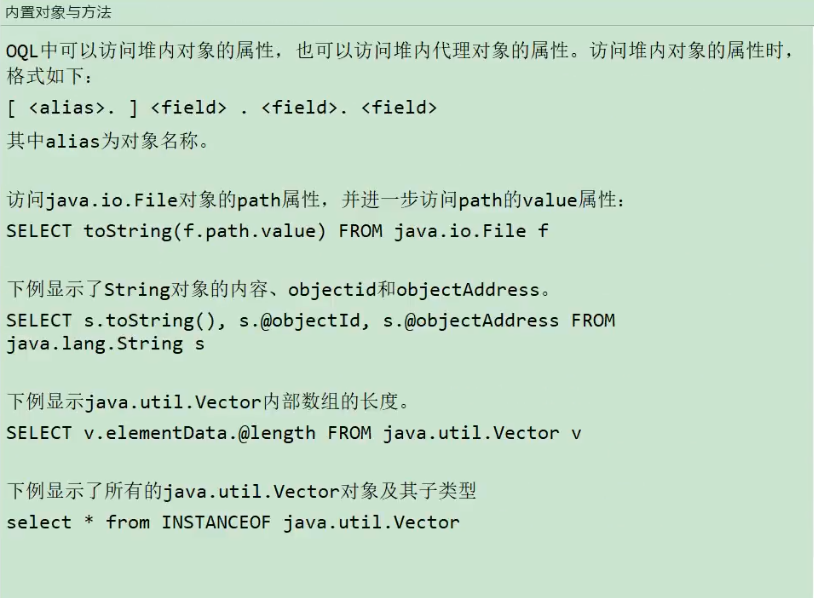 内置对象与方法
OQL中可以访问堆内对象的属性，也可以访问堆内代理对象的属性。访问堆内对象的属性时，
格式如下：
[ <alias>. ] <field> . <field>. <field>
其中alias为对象名称。
访问java.io.File对象的path属性，并进一步访问path的value属性：
SELECT toString(f.path.value) FROM java.io.File f
下例显示了String对象的内容、objectid和objectAddress。
SELECT s.toString(), s.@objectId, s.@objectAddress FROM
java.lang.String s
下例显示java.util.Vector内部数组的长度。
SELECT v.elementData.@length FROM java.util.Vector v
下例显示了所有的java.util.Vector对象及其子类型
select * from INSTANCEOF java.util.Vector